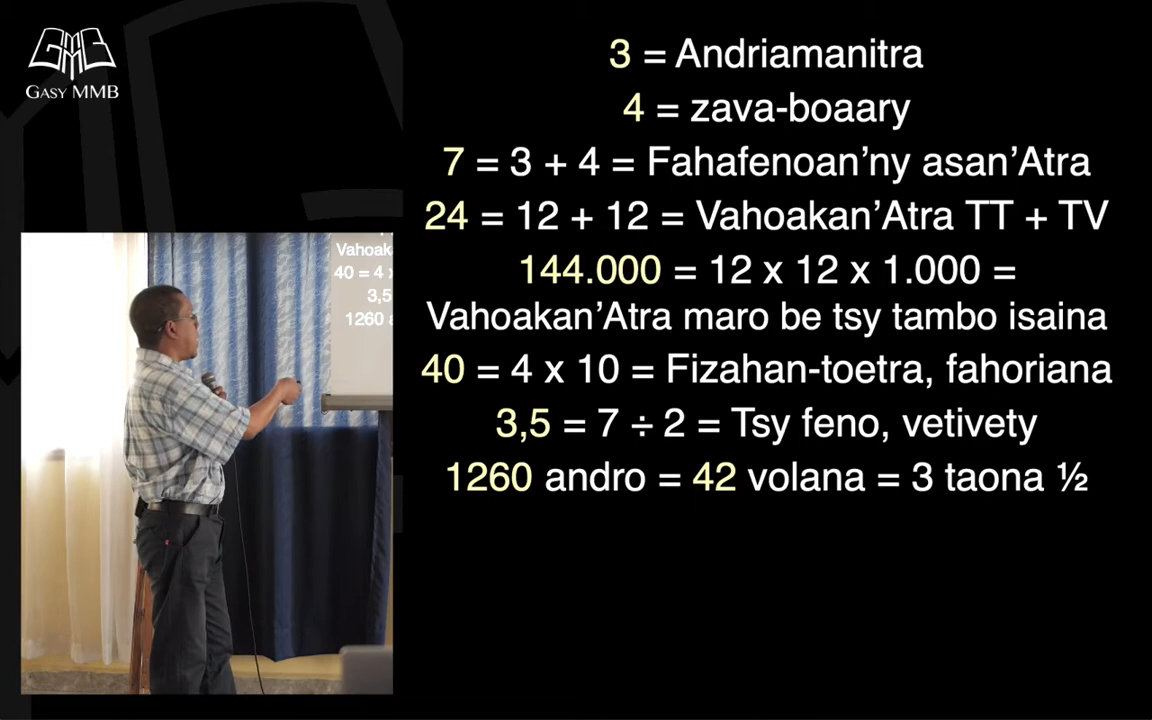 GMMB
GASY MMB
3 = Andriamanitra
4 = zava-boaary
7 = 3 + 4 = Fahafenoan’ny asan’Atra
24 = 12 + 12 = Vahoakan’Atra TT + TV
144.000 = 12 x 12 x 1.000 =
Vahoakan’Atra maro be tsy tambo isaina
40 = 4 x 10 = Fizahan-toetra, fahoriana
3,5 = 7 ÷ 2 = Tsy feno, vetivety
1260 andro = 42 volana = 3 taona ½
Vahoak
40 = 4
3,5
1260